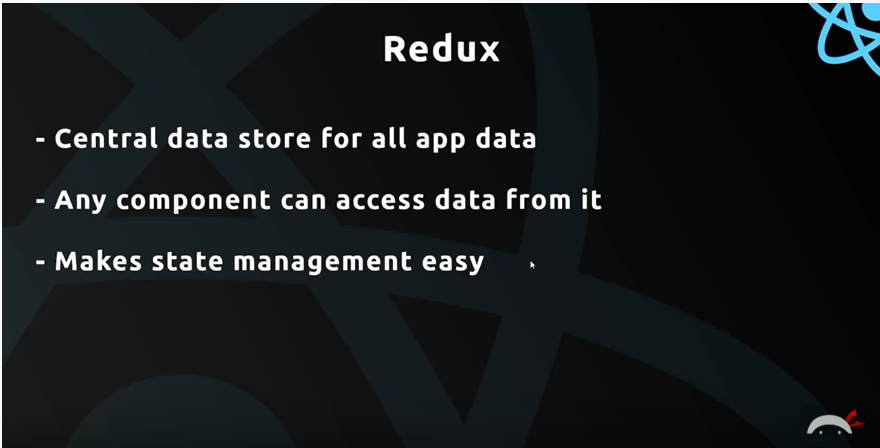 Redux
- Central data store for all app data
- Any component can access data from it
- Makes state management easy